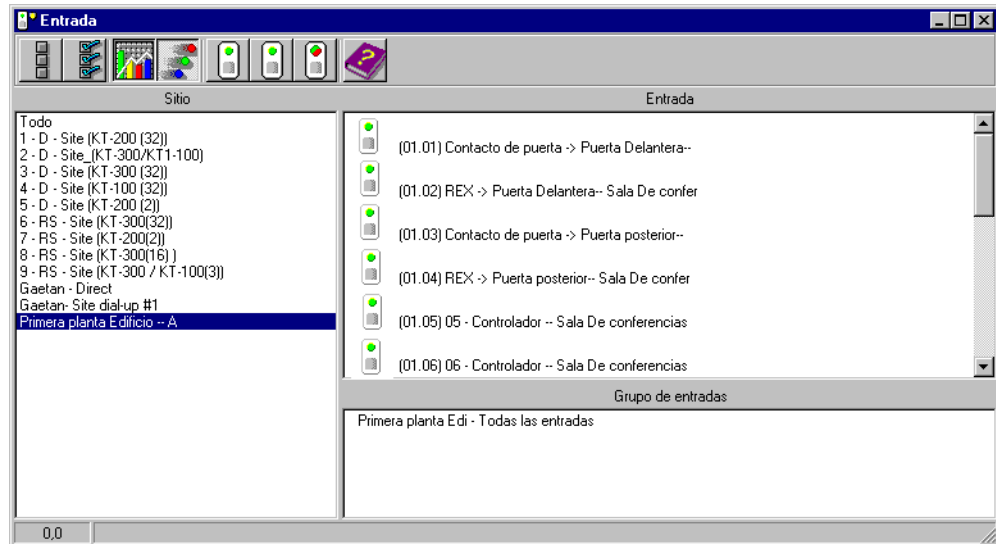 Entrada
Sitio
Todo
1 - D - Site (KT-200 (32))
2 - D - Site_(KT-300/KT1-100)
3 - D - Site (KT-300 (32))
4 - D - Site (KT-100 (32))
5 - D - Site (KT-200 (2))
6 - RS - Site (KT-300(32))
7 - RS - Site (KT-200(2))
8 - RS - Site (KT-300(16) )
9 - RS - Site (KT-300 / KT-100(3))
Gaetan - Direct
Gaetan- Site dial-up #1
Primera planta Edificio -- A
Entrada
(01.01) Contacto de puerta -> Puerta Delantera--
(01.02) REX -> Puerta Delantera-- Sala De confer
(01.03) Contacto de puerta -> Puerta posterior--
(01.04) REX -> Puerta posterior-- Sala De confer
(01.05) 05 - Controlador -- Sala De conferencias
(01.06) 06 - Controlador -- Sala De conferencias
Grupo de entradas
Primera planta Edi - Todas las entradas
0,0